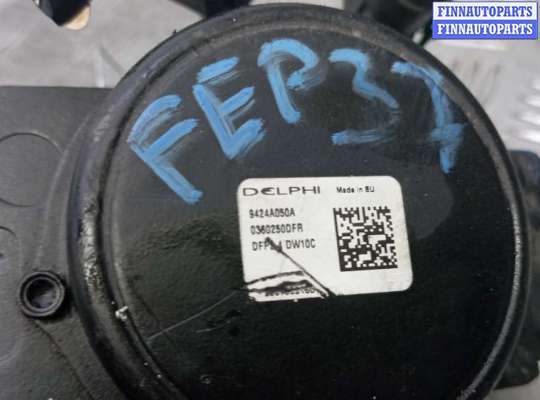 FINNAUTOPARTS
FINNAUTOPARTS
FEP37
DELPHI Made in EU
9424A050A
0360250DFR
DW10C